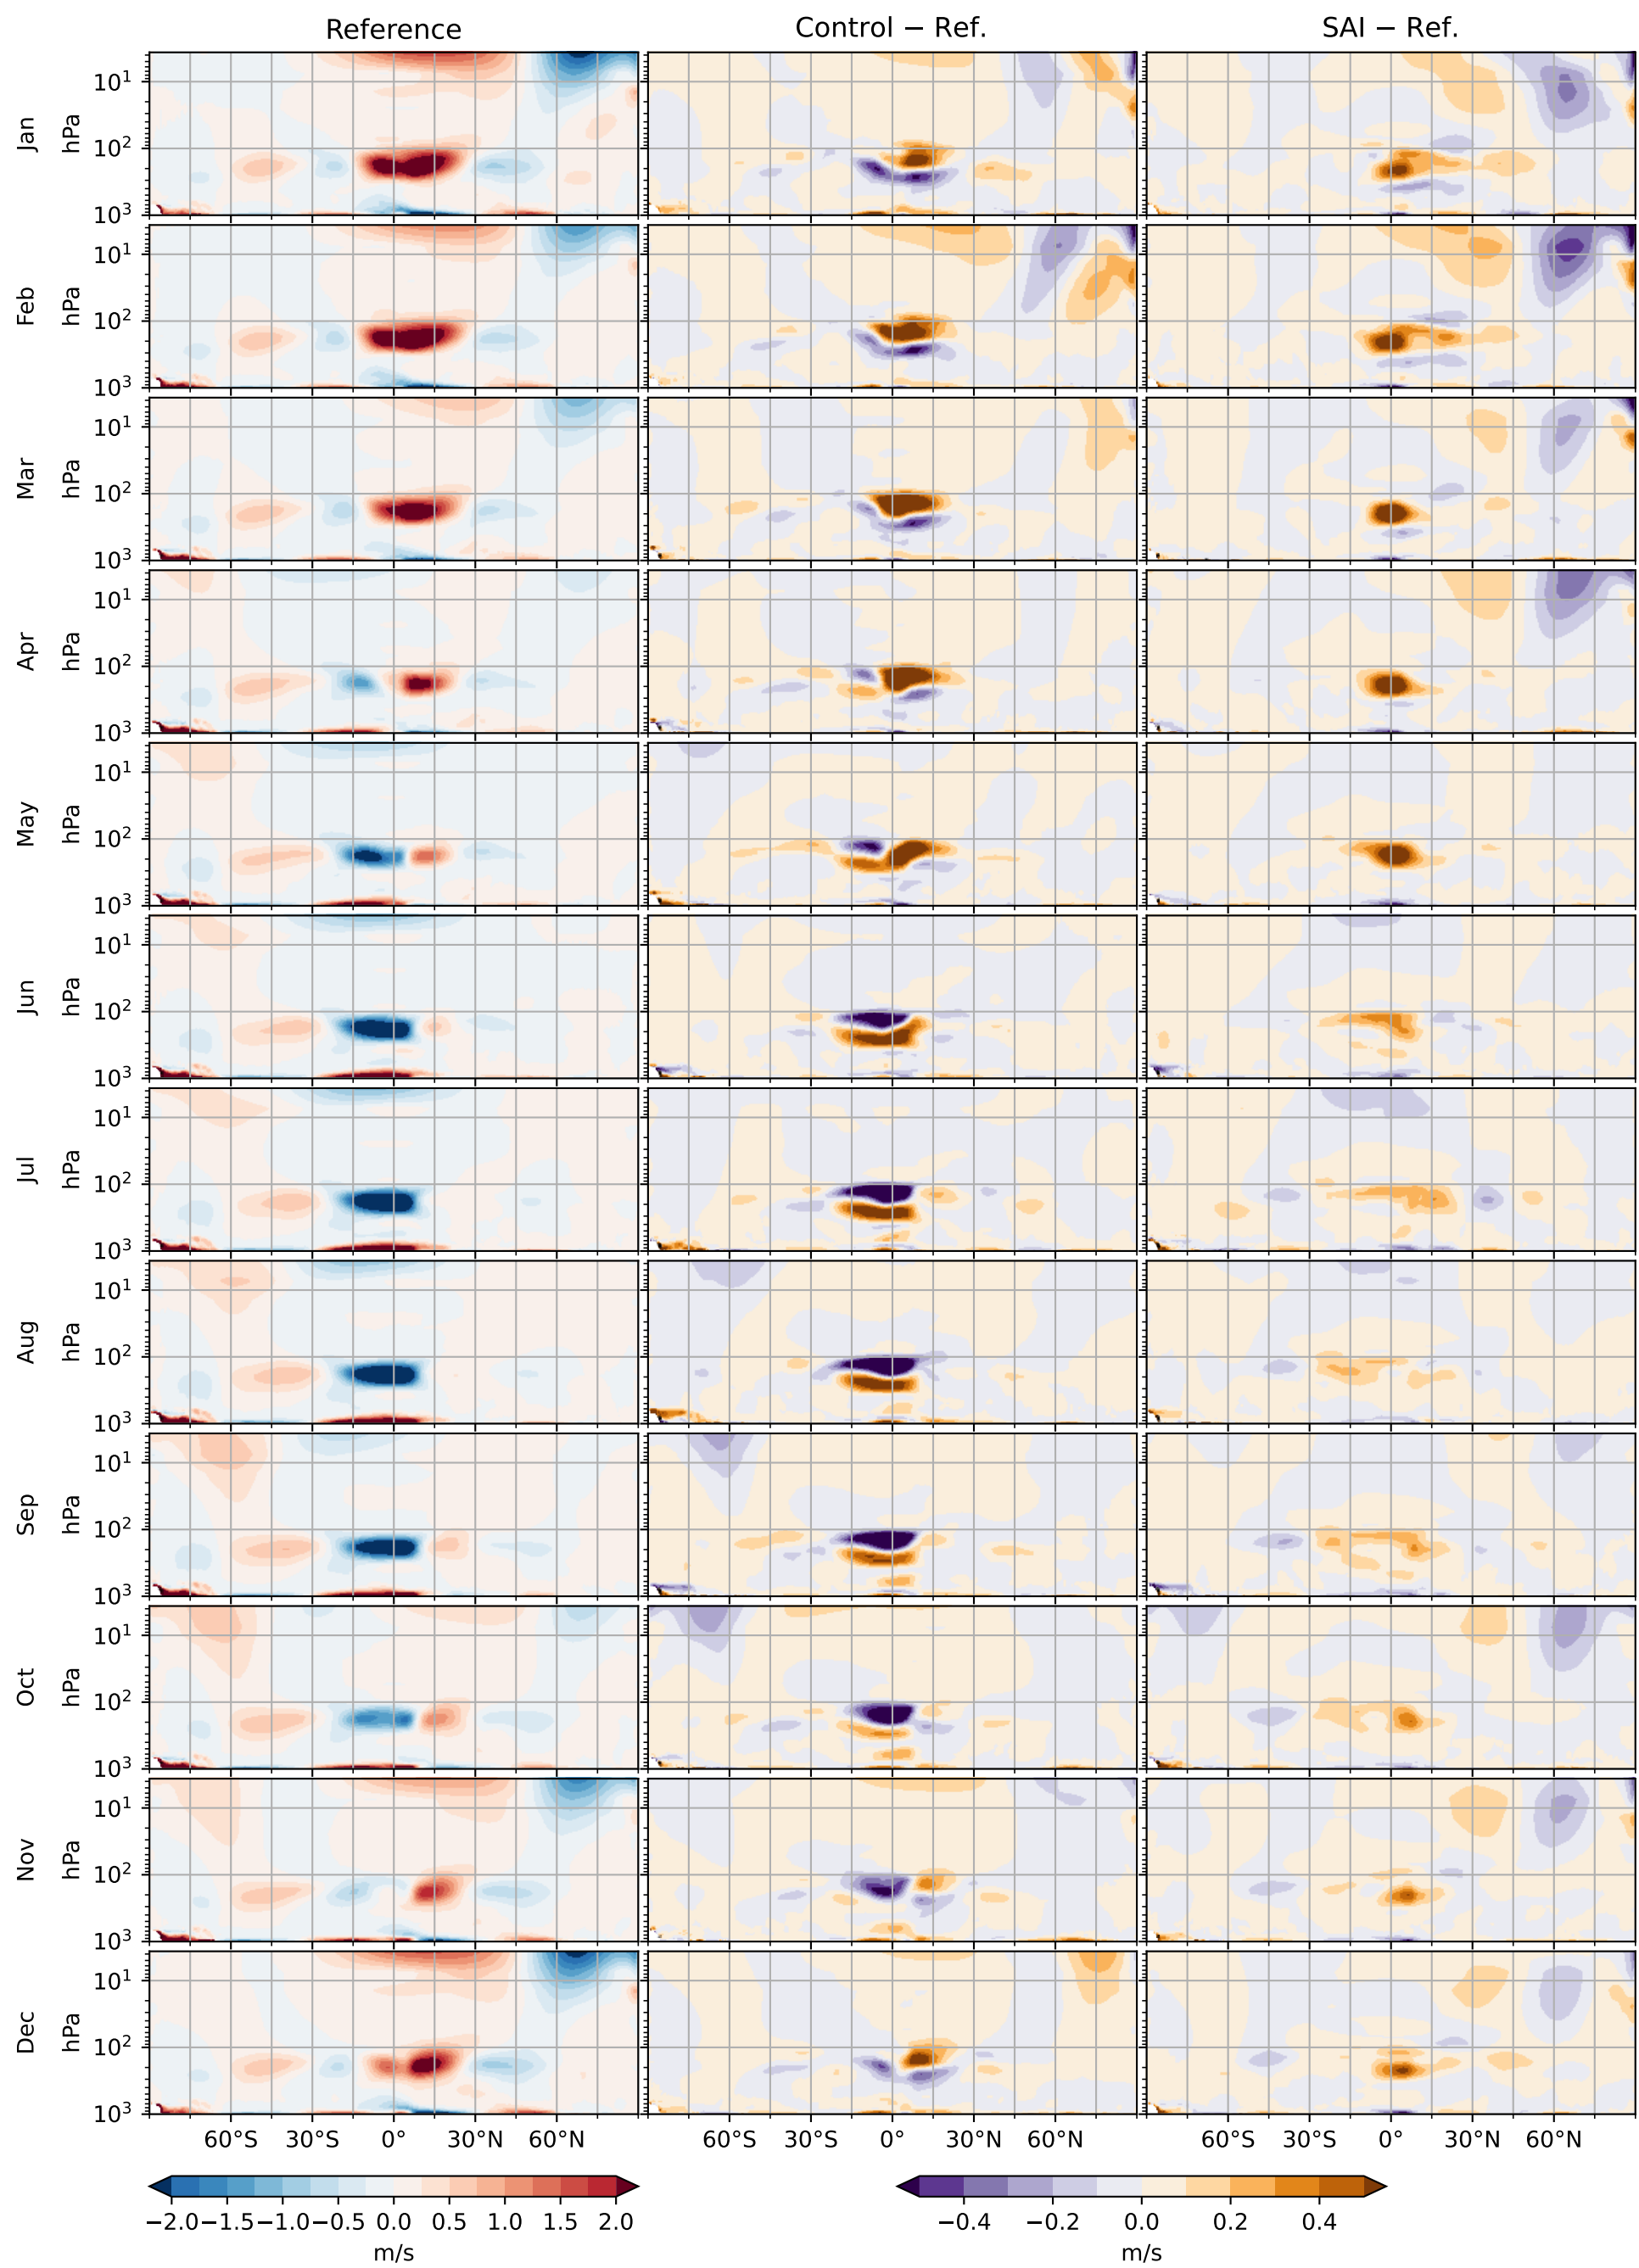 Reference Control − Ref. SAI − Ref.
Jan hPa 10¹ 10² 10³
Feb hPa 10¹ 10² 10³
Mar hPa 10¹ 10² 10³
Apr hPa 10¹ 10² 10³
May hPa 10¹ 10² 10³
Jun hPa 10¹ 10² 10³
Jul hPa 10¹ 10² 10³
Aug hPa 10¹ 10² 10³
Sep hPa 10¹ 10² 10³
Oct hPa 10¹ 10² 10³
Nov hPa 10¹ 10² 10³
Dec hPa 10¹ 10² 10³
60°S 30°S 0° 30°N 60°N 60°S 30°S 0° 30°N 60°N 60°S 30°S 0° 30°N 60°N
−2.0 −1.5 −1.0 −0.5 0.0 0.5 1.0 1.5 2.0 −0.4 −0.2 0.0 0.2 0.4
m/s m/s